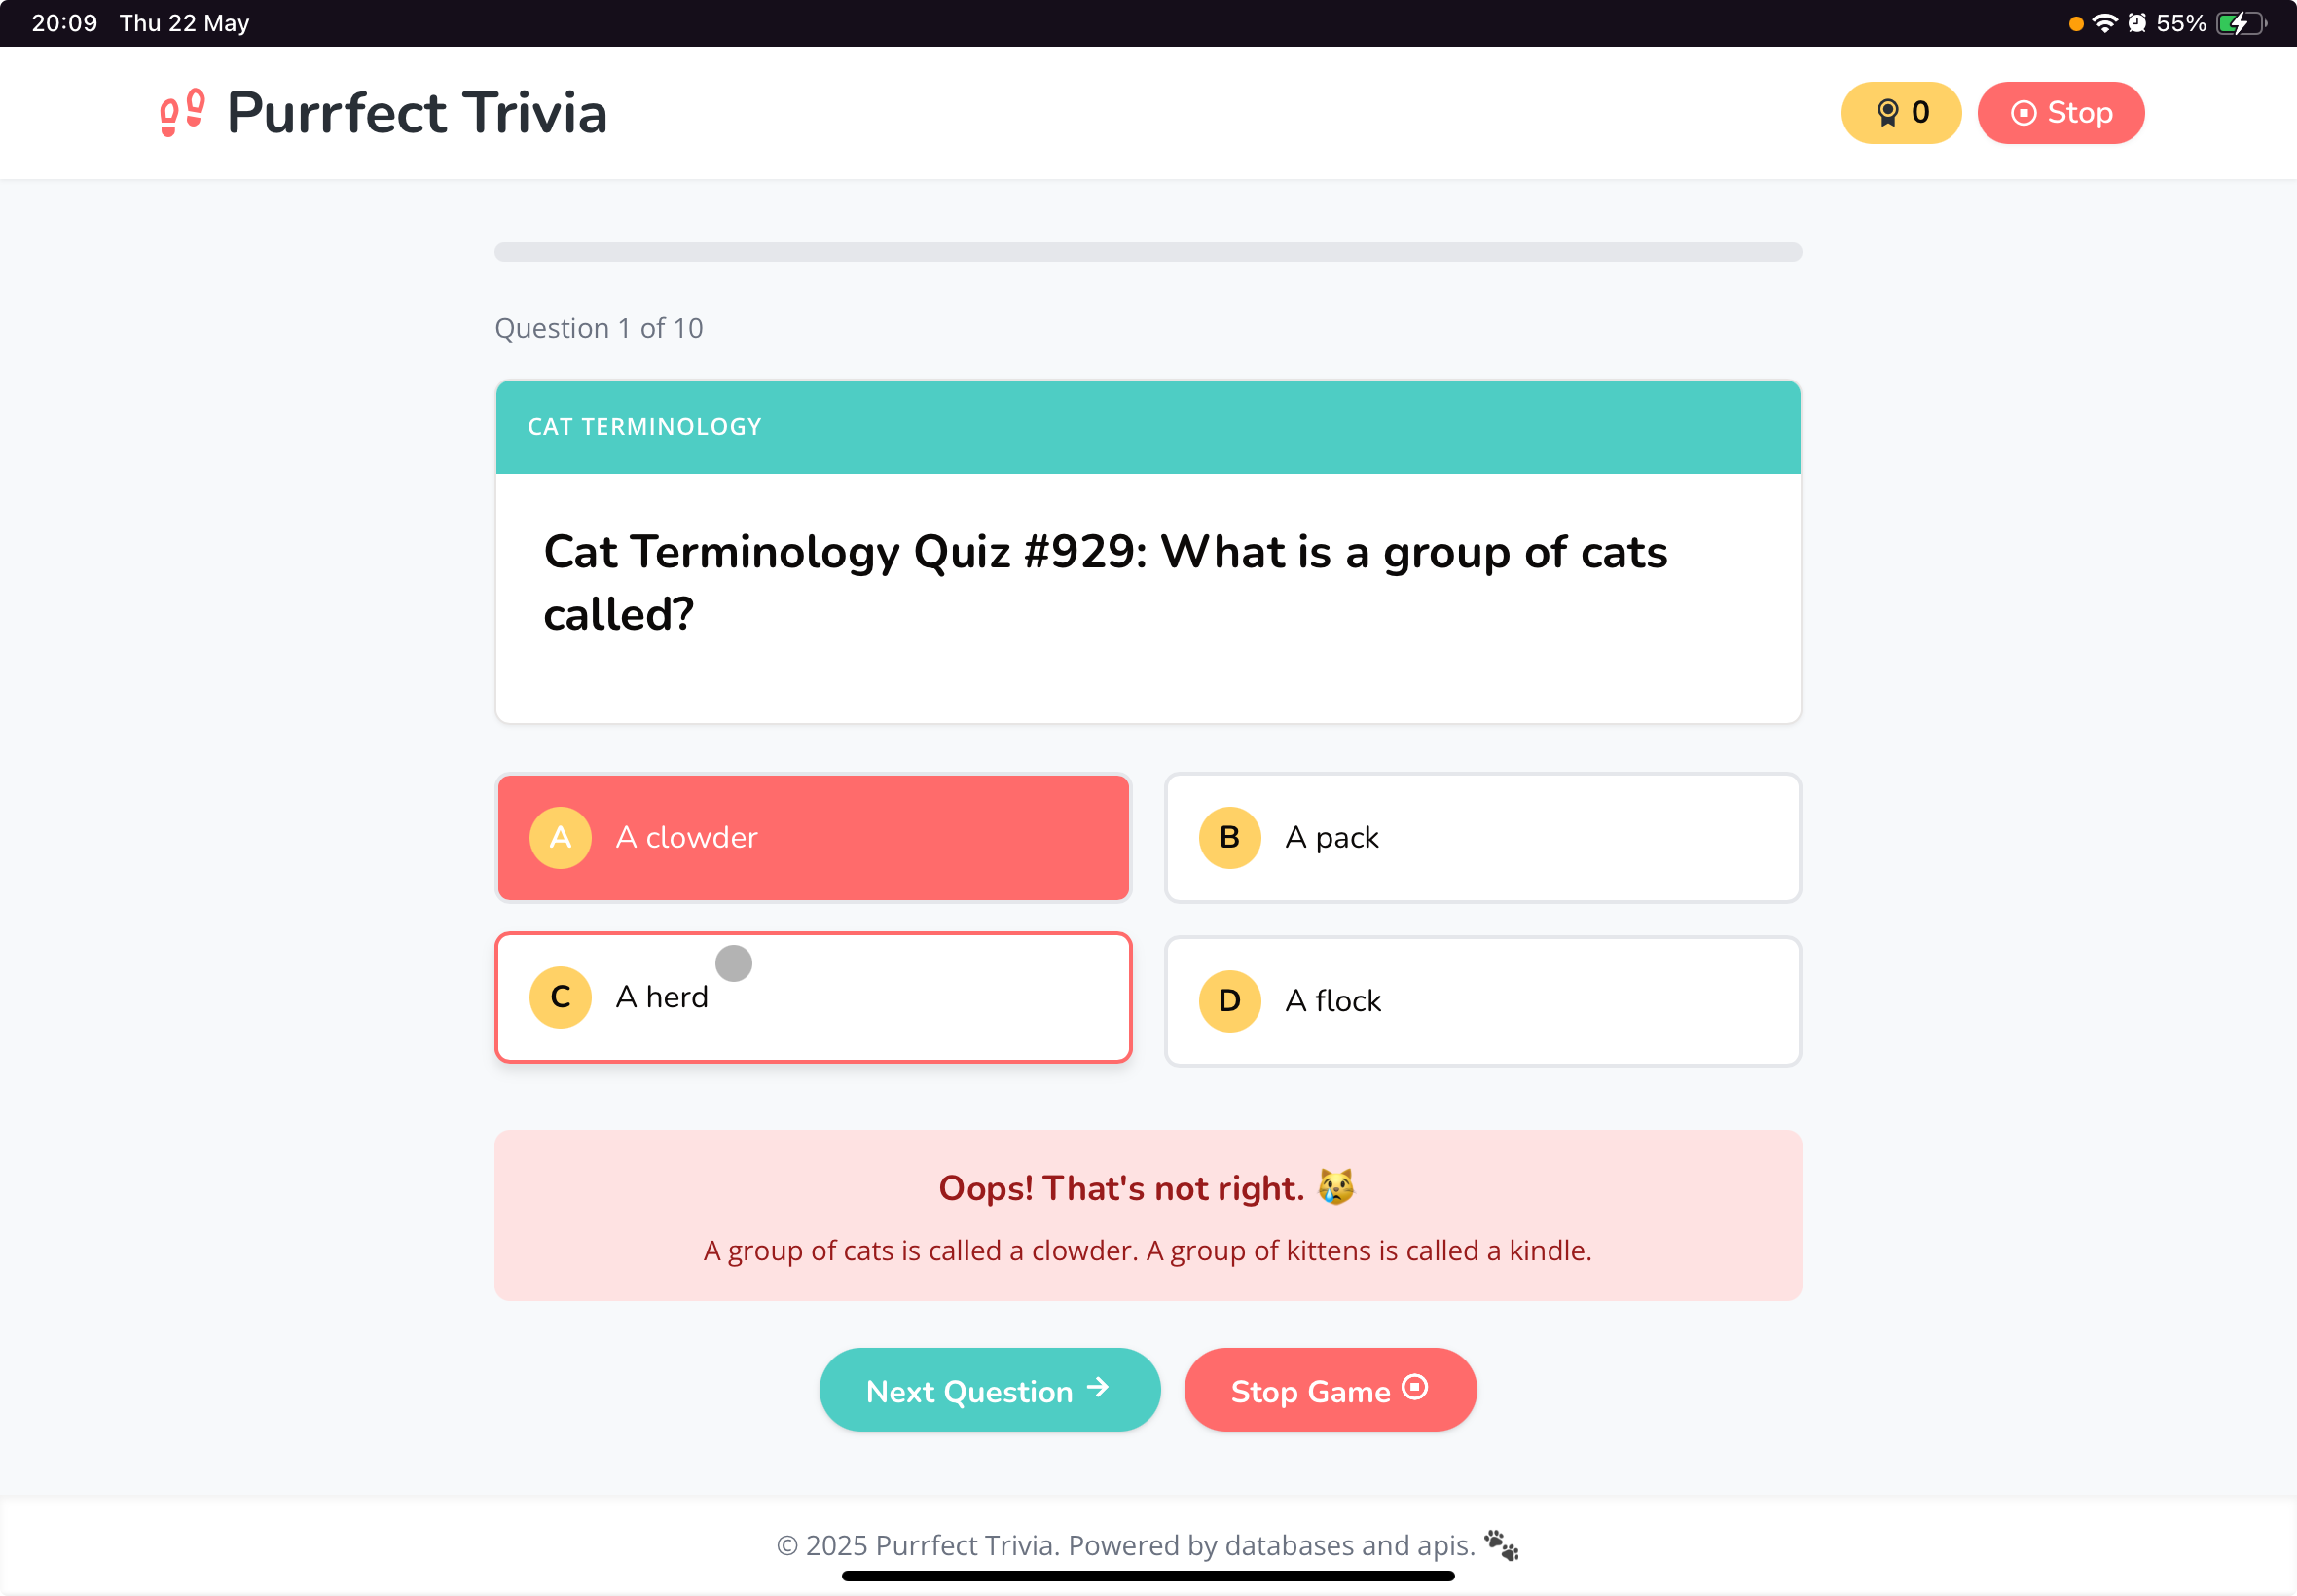 20:09 Thu 22 May
55%
Purrfect Trivia
0
Stop
Question 1 of 10
CAT TERMINOLOGY
Cat Terminology Quiz #929: What is a group of cats
called?
A A clowder
B A pack
C A herd
D A flock
Oops! That's not right. 😿
A group of cats is called a clowder. A group of kittens is called a kindle.
Next Question →
Stop Game
© 2025 Purrfect Trivia. Powered by databases and apis. 🐾